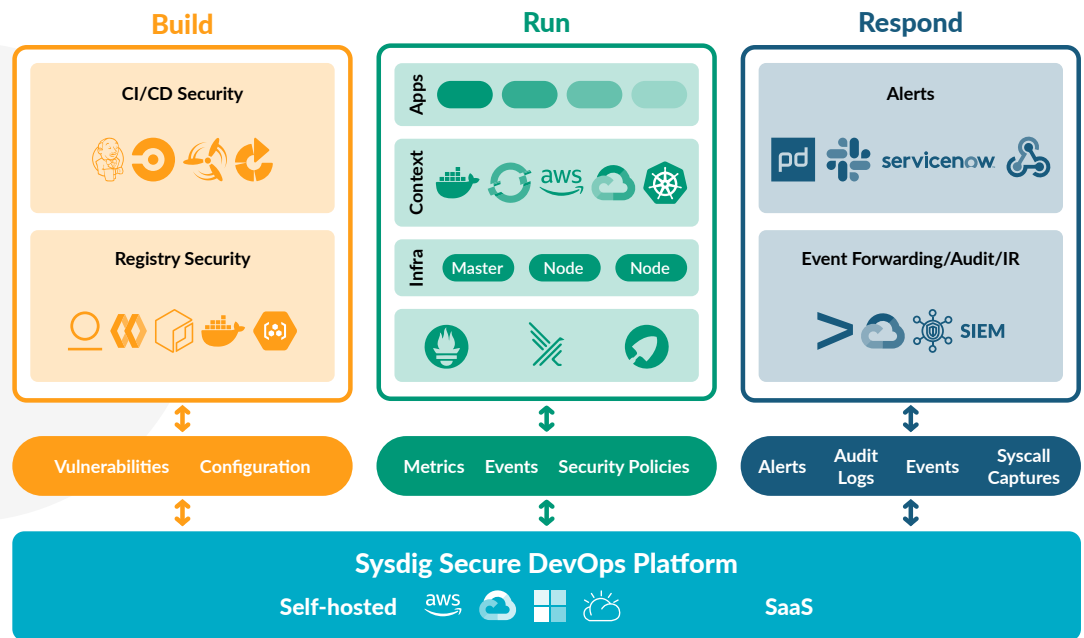 Build
CI/CD Security
Registry Security
Vulnerabilities Configuration
Run
Apps
Context
aws
Infra
Master Node Node
Metrics Events Security Policies
Respond
Alerts
pd servicenow
Event Forwarding/Audit/IR
SIEM
Alerts
Audit
Logs
Events
Syscall
Captures
Sysdig Secure DevOps Platform
Self-hosted aws SaaS